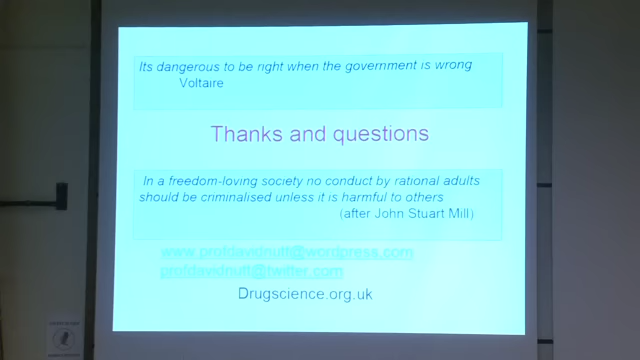 Its dangerous to be right when the government is wrong
Voltaire
Thanks and questions
In a freedom-loving society no conduct by rational adults
should be criminalised unless it is harmful to others
(after John Stuart Mill)
www.profdavidnutt@wordpress.com
profdavidnutt@twitter.com
Drugscience.org.uk